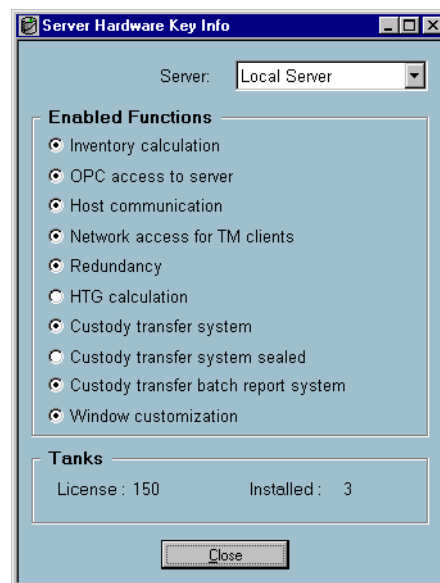 Server Hardware Key Info
Server: Local Server
Enabled Functions
Inventory calculation
OPC access to server
Host communication
Network access for TM clients
Redundancy
HTG calculation
Custody transfer system
Custody transfer system sealed
Custody transfer batch report system
Window customization
Tanks
License : 150 Installed : 3
Close